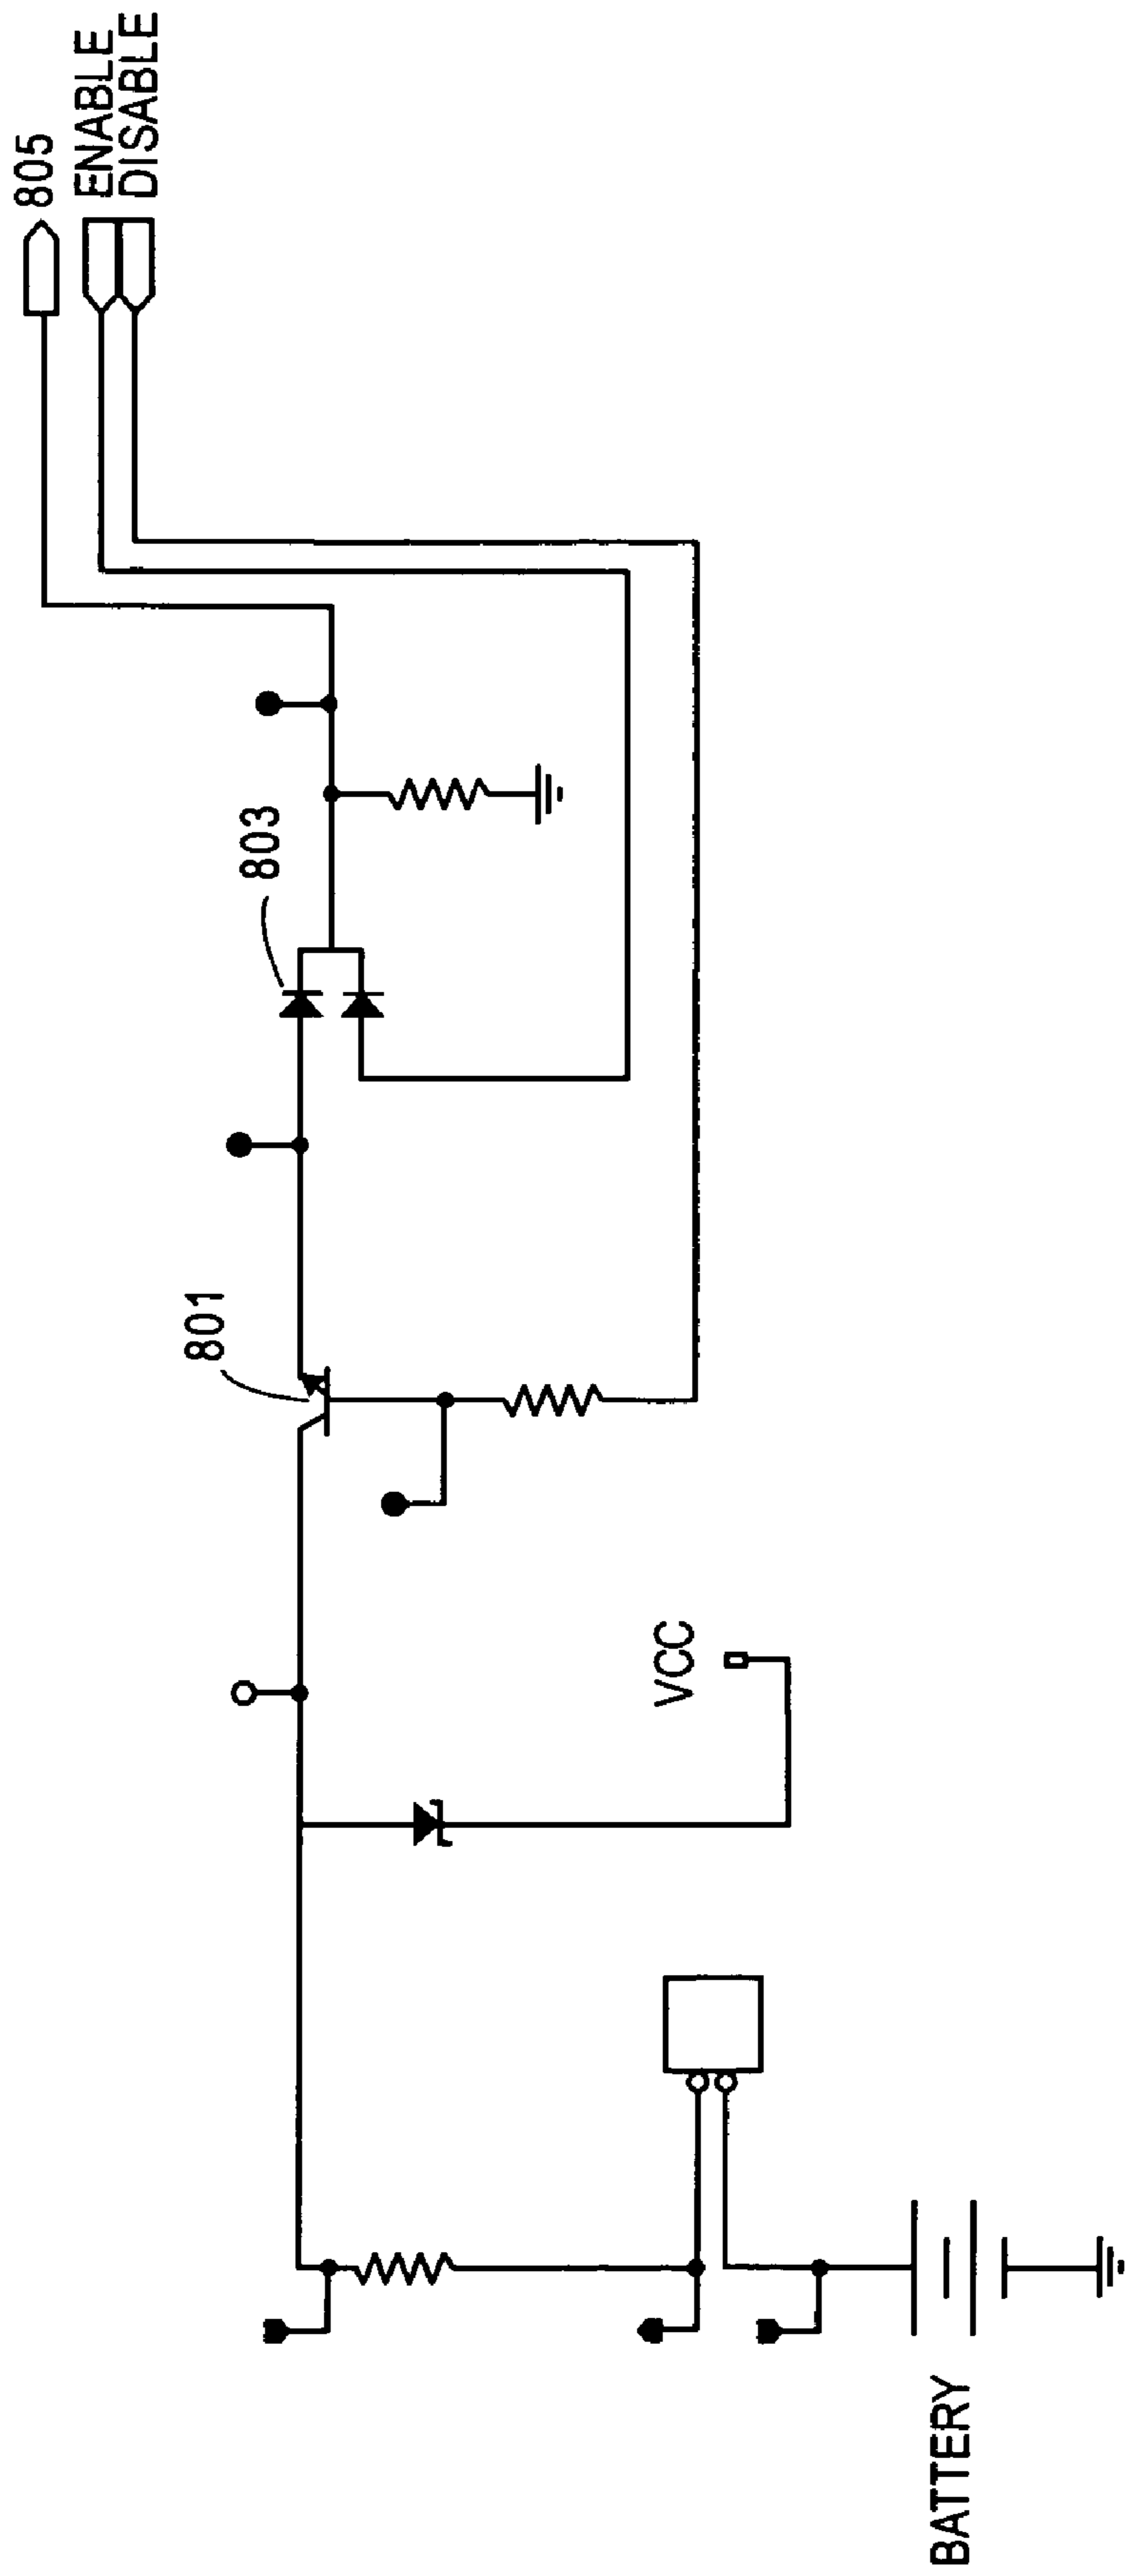 805
ENABLE
DISABLE
803
801
VCC
BATTERY